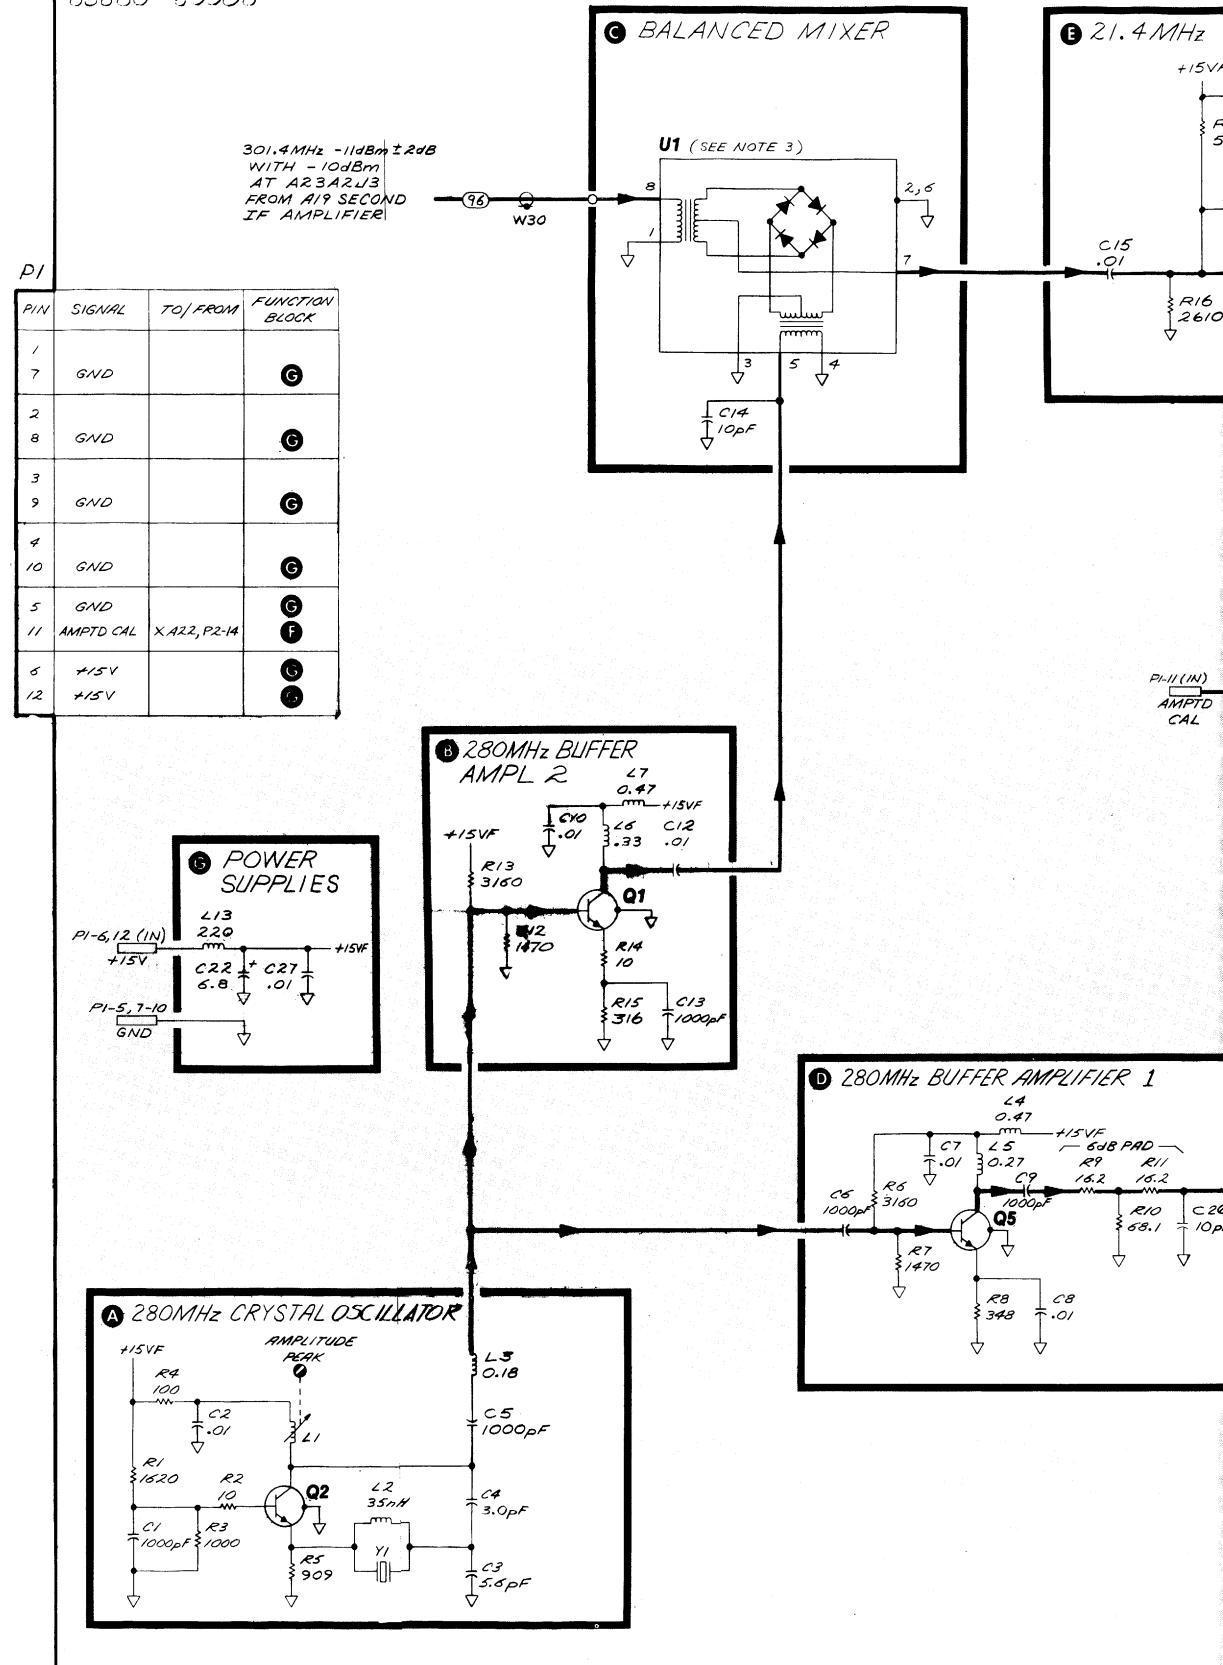 C BALANCED MIXER
E 21.4MHz
+15V
301.4MHz -11dBm ±2dB
WITH -10dBm
AT A23A2J3
FROM A19 SECOND
IF AMPLIFIER
96
W30
U1 (SEE NOTE 3)
8
1
2,6
7
3
5
4
C14
10pF
C15
.01
R16
2610
P1
PIN SIGNAL TO/FROM FUNCTION BLOCK
1
7 GND G
2
8 GND G
3
9 GND G
4
10 GND G
5 GND G
11 AMPTD CAL XA22,P2-14 F
6 +15V G
12 +15V G
P1-11(IN)
AMPTD
CAL
B 280MHz BUFFER
AMPL 2
L7
0.47
+15VF
C10
.01
L6
.33
C12
.01
+15VF
R13
3160
Q1
1470
R14
10
R15
316
C13
1000pF
G POWER
SUPPLIES
P1-6,12 (IN)
+15V
L13
220
+15VF
C22
6.8
+
C27
.01
P1-5,7-10
GND
D 280MHz BUFFER AMPLIFIER 1
L4
0.47
+15VF
C7
.01
L5
0.27
6dB PAD
R9
16.2
R11
16.2
C6
1000pF
R6
3160
C9
1000pF
Q5
R10
68.1
R7
1470
R8
348
C8
.01
A 280MHz CRYSTAL OSCILLATOR
+15VF
AMPLITUDE
PEAK
R4
100
C2
.01
L1
L3
0.18
C5
1000pF
R1
1620
R2
10
Q2
L2
35nH
C4
3.0pF
C1
1000pF
R3
1000
R5
909
Y1
C3
5.6pF